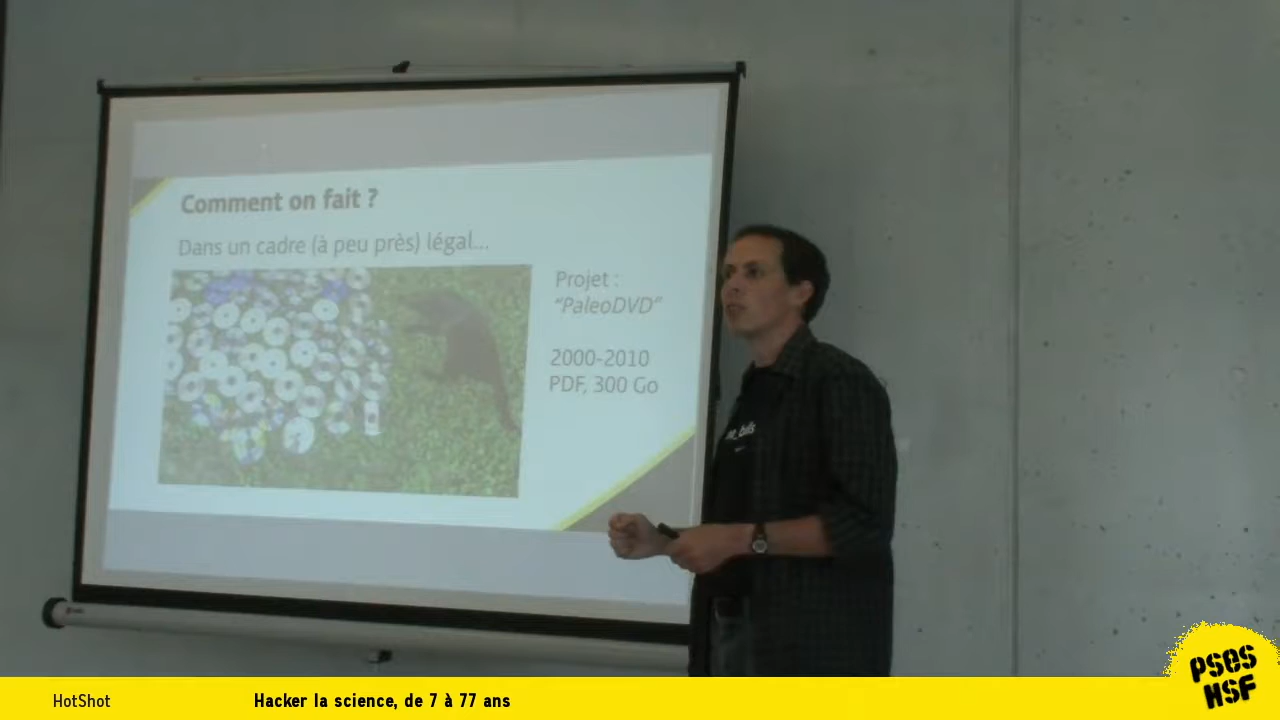 Comment on fait ?
Dans un cadre (à peu près) légal...
Projet :
"PaleoDVD"
2000-2010
PDF, 300 Go
HotShot
Hacker la science, de 7 à 77 ans
PSES
HSF